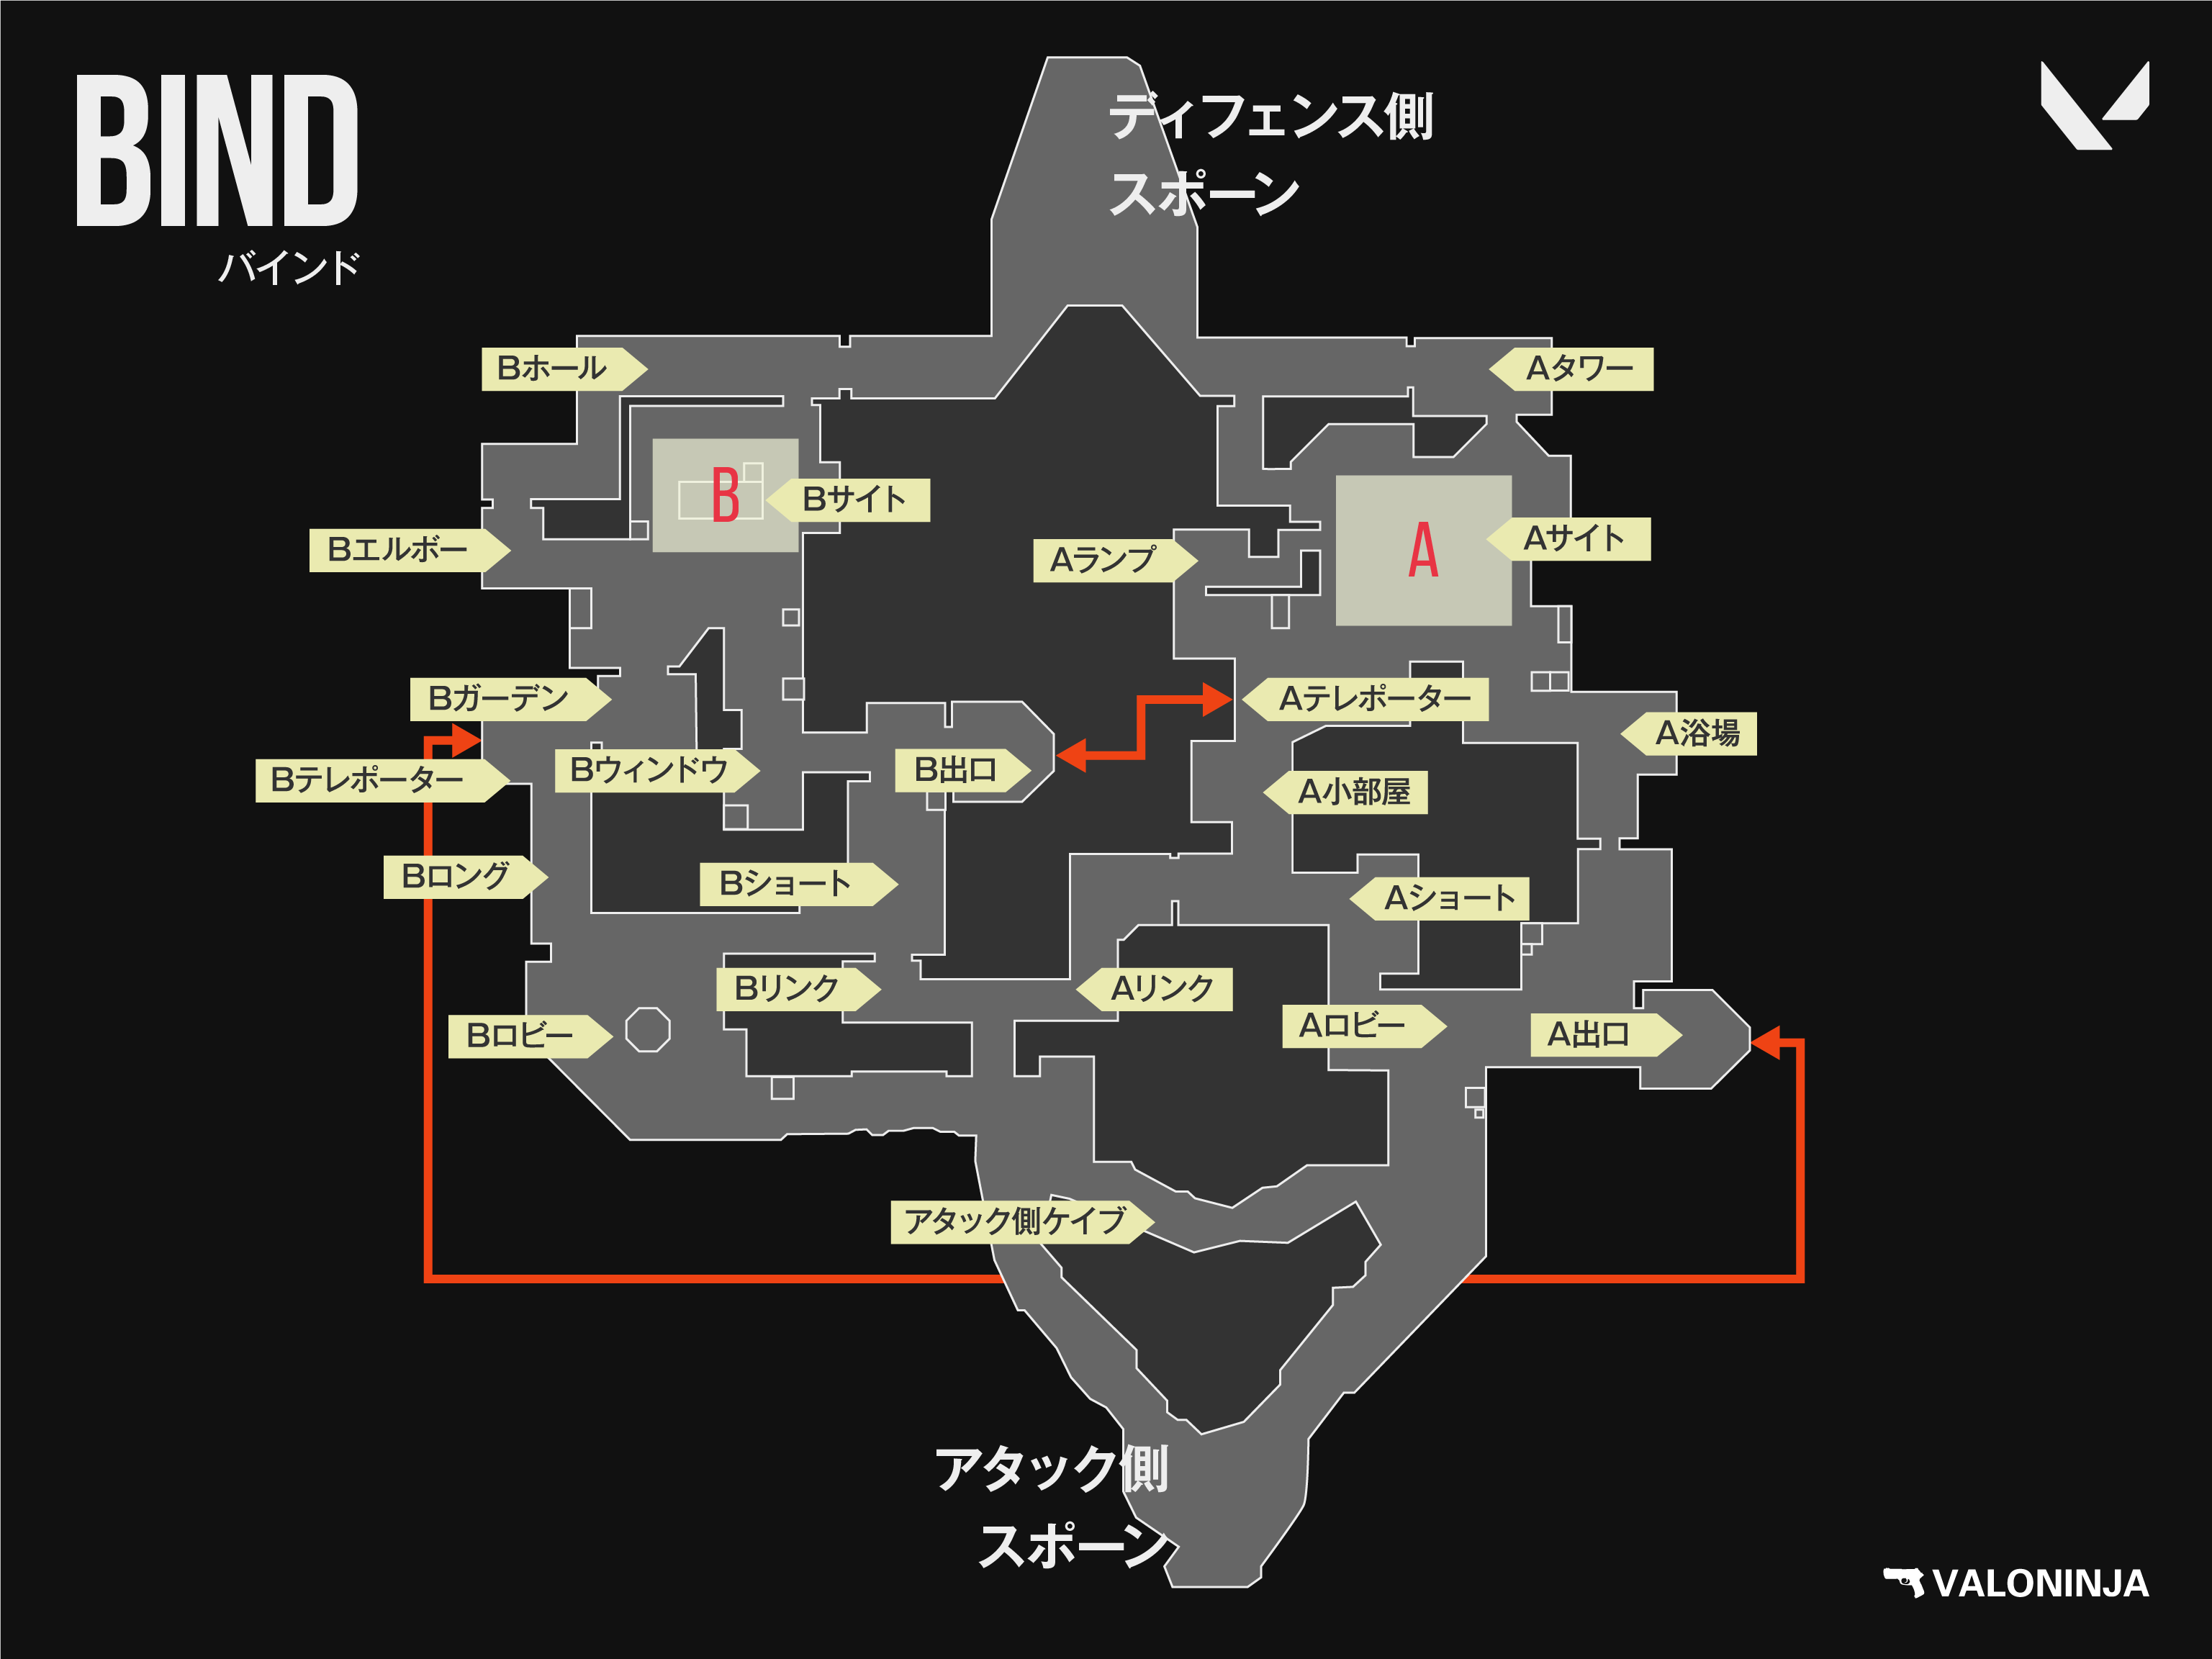 BIND
バインド
ディフェンス側
スポーン
Bホール
Aタワー
B
Bサイト
A
Aサイト
Bエルボー
Aランプ
Bガーデン
Aテレポーター
A浴場
Bテレポーター
Bウィンドウ
B出口
A小部屋
Bロング
Bショート
Aショート
Bリンク
Aリンク
Bロビー
Aロビー
A出口
アタック側ケイブ
アタック側
スポーン
VALONINJA